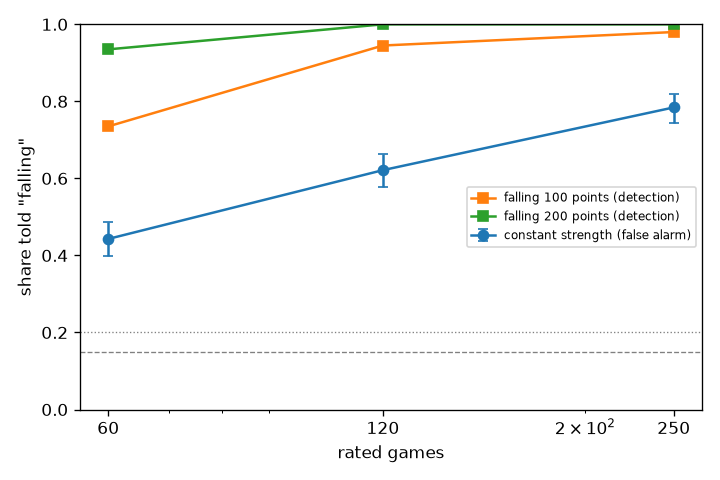 1.0
0.8
0.6
0.4
0.2
0.0
share told "falling"
falling 100 points (detection)
falling 200 points (detection)
constant strength (false alarm)
60
120
2 × 10²
250
rated games